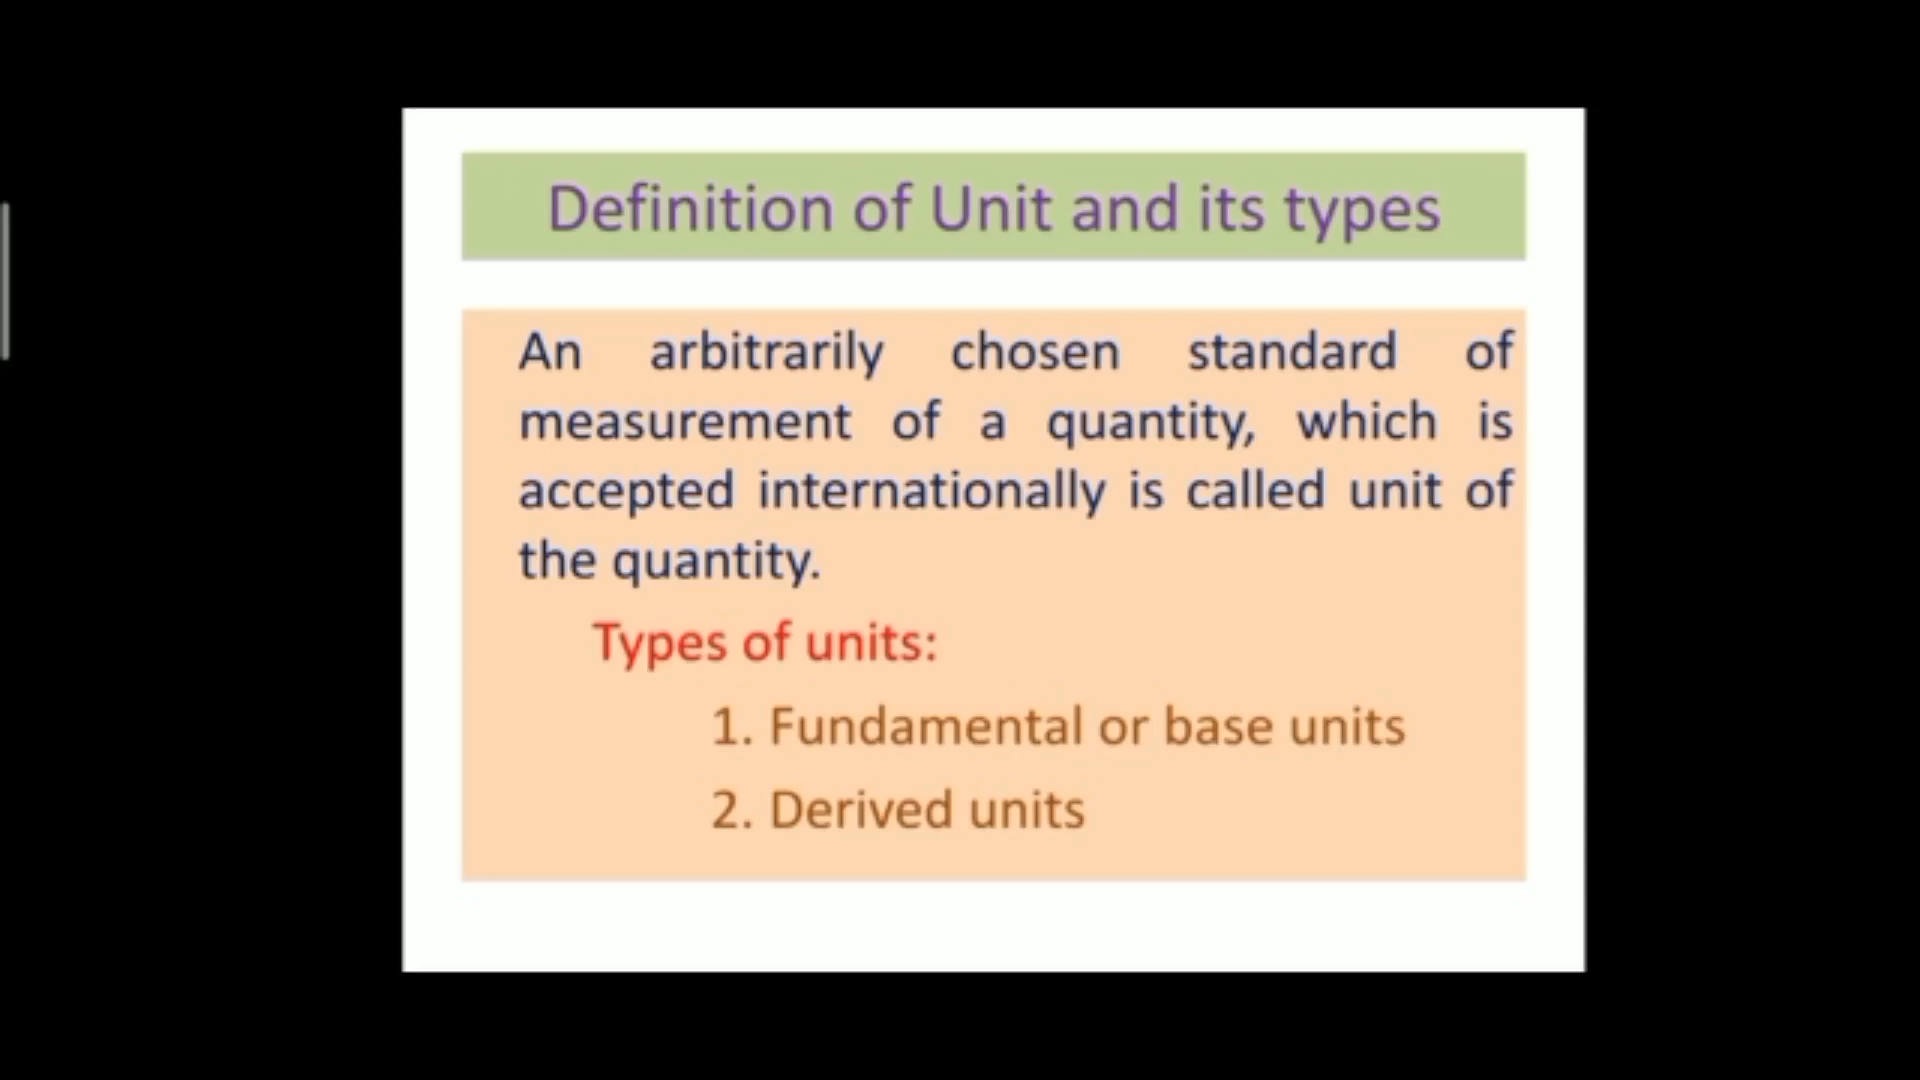 Definition of Unit and its types
An arbitrarily chosen standard of
measurement of a quantity, which is
accepted internationally is called unit of
the quantity.
Types of units:
1. Fundamental or base units
2. Derived units